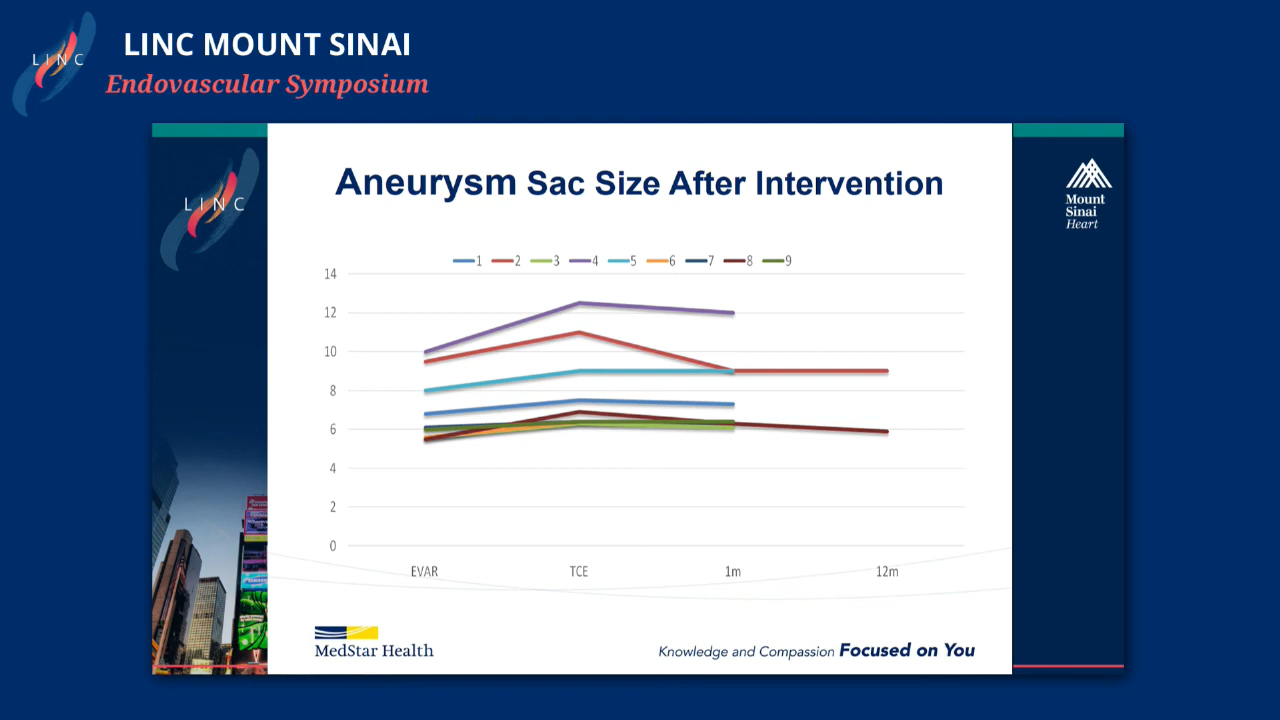 LINC
LINC MOUNT SINAI
Endovascular Symposium
LINC
Mount
Sinai
Heart
Aneurysm Sac Size After Intervention
1 2 3 4 5 6 7 8 9
14
12
10
8
6
4
2
0
EVAR TCE 1m 12m
MedStar Health
Knowledge and Compassion Focused on You